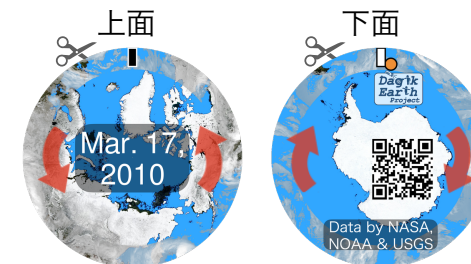 上面
下面
Mar. 17,
2010
Dagik
Earth
Project
Data by NASA,
NOAA & USGS